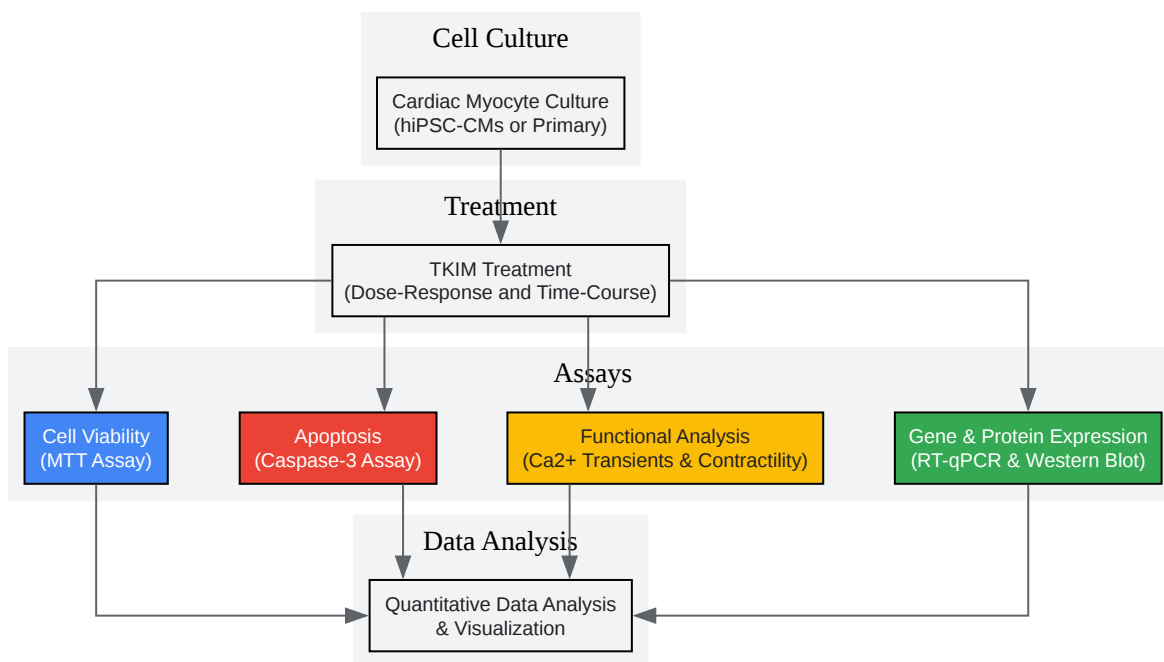 Cell Culture
Cardiac Myocyte Culture
(hiPSC-CMs or Primary)
Treatment
TKIM Treatment
(Dose-Response and Time-Course)
Assays
Cell Viability
(MTT Assay)
Apoptosis
(Caspase-3 Assay)
Functional Analysis
(Ca2+ Transients & Contractility)
Gene & Protein Expression
(RT-qPCR & Western Blot)
Data Analysis
Quantitative Data Analysis
& Visualization